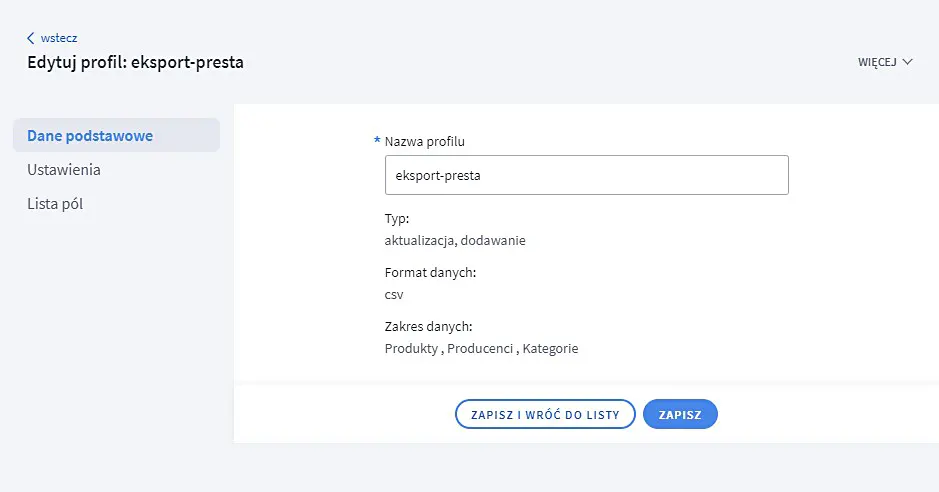 wstecz
Edytuj profil: eksport-presta
WIĘCEJ
Dane podstawowe
Ustawienia
Lista pól
* Nazwa profilu
eksport-presta
Typ:
aktualizacja, dodawanie
Format danych:
csv
Zakres danych:
Produkty , Producenci , Kategorie
ZAPISZ I WRÓĆ DO LISTY
ZAPISZ